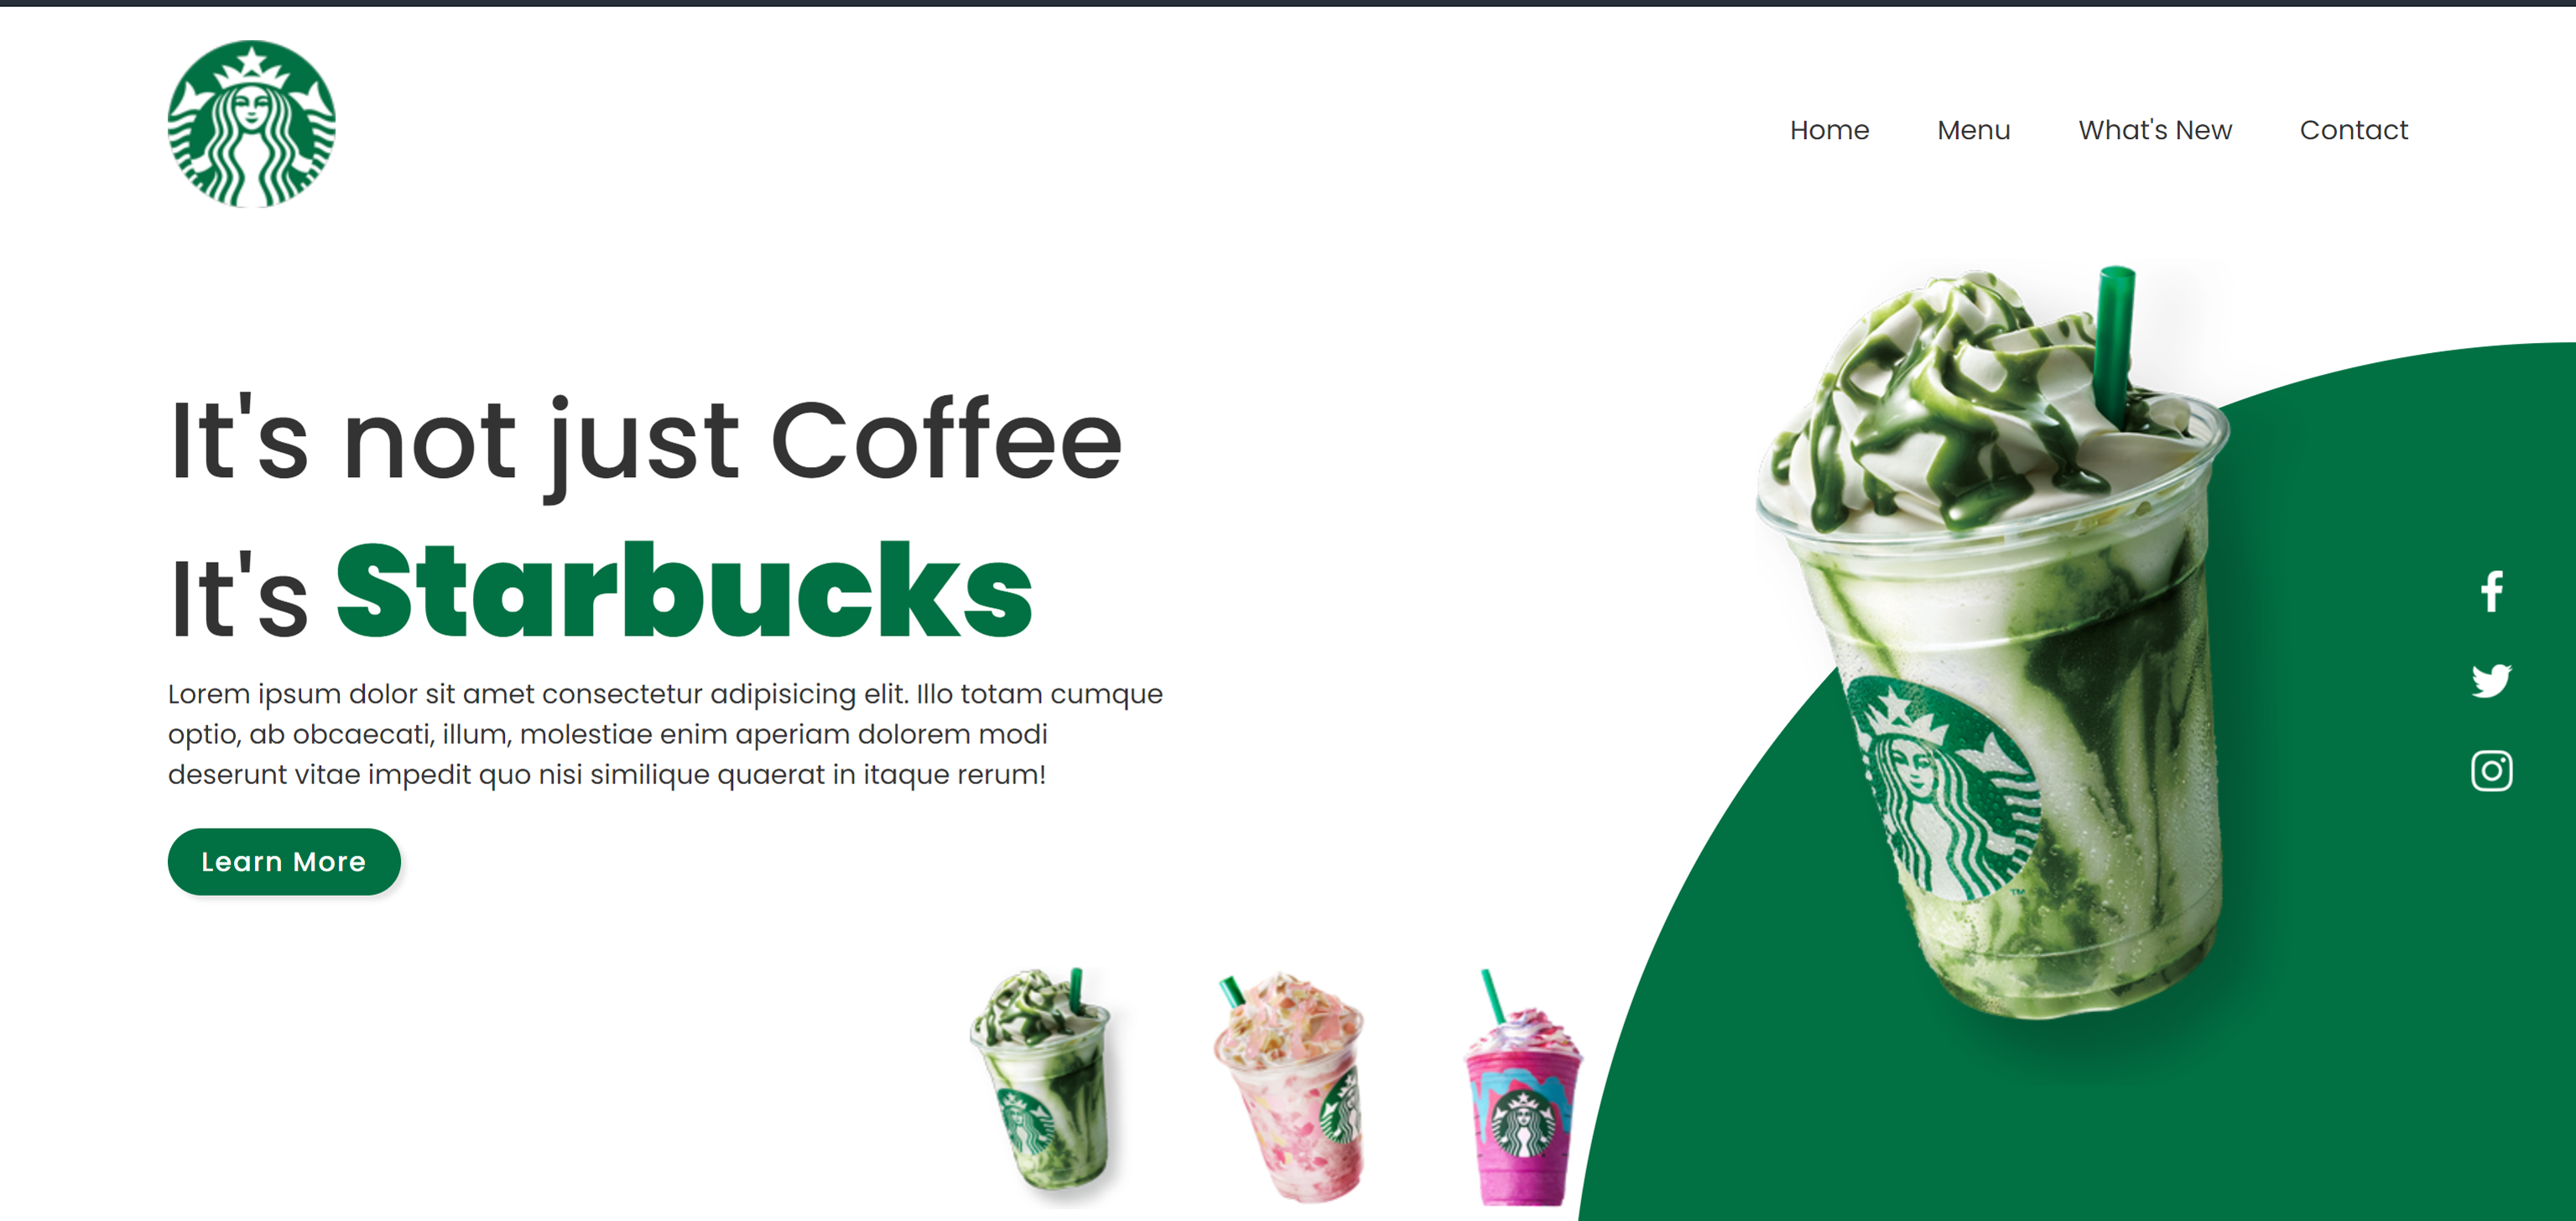 Home
Menu
What's New
Contact
It's not just Coffee
It's Starbucks
Lorem ipsum dolor sit amet consectetur adipisicing elit. Illo totam cumque
optio, ab obcaecati, illum, molestiae enim aperiam dolorem modi
deserunt vitae impedit quo nisi similique quaerat in itaque rerum!
Learn More
TM